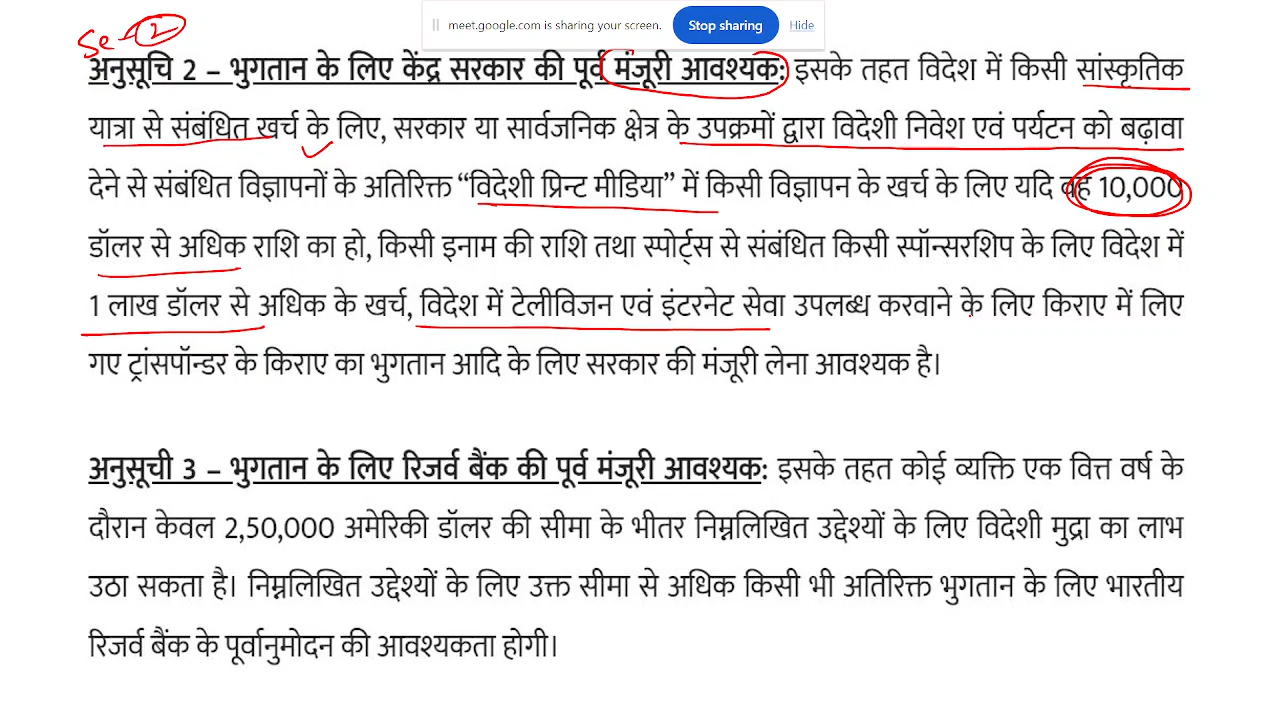 meet.google.com is sharing your screen. Stop sharing Hide
Se - 2
अनुसूचि 2 – भुगतान के लिए केंद्र सरकार की पूर्व मंजूरी आवश्यक: इसके तहत विदेश में किसी सांस्कृतिक
यात्रा से संबंधित खर्च के लिए, सरकार या सार्वजनिक क्षेत्र के उपक्रमों द्वारा विदेशी निवेश एवं पर्यटन को बढ़ावा
देने से संबंधित विज्ञापनों के अतिरिक्त “विदेशी प्रिन्ट मीडिया” में किसी विज्ञापन के खर्च के लिए यदि वह 10,000
डॉलर से अधिक राशि का हो, किसी इनाम की राशि तथा स्पोर्ट्स से संबंधित किसी स्पॉन्सरशिप के लिए विदेश में
1 लाख डॉलर से अधिक के खर्च, विदेश में टेलीविजन एवं इंटरनेट सेवा उपलब्ध करवाने के लिए किराए में लिए
गए ट्रांसपॉन्डर के किराए का भुगतान आदि के लिए सरकार की मंजूरी लेना आवश्यक है।
अनुसूची 3 – भुगतान के लिए रिजर्व बैंक की पूर्व मंजूरी आवश्यक: इसके तहत कोई व्यक्ति एक वित्त वर्ष के
दौरान केवल 2,50,000 अमेरिकी डॉलर की सीमा के भीतर निम्नलिखित उद्देश्यों के लिए विदेशी मुद्रा का लाभ
उठा सकता है। निम्नलिखित उद्देश्यों के लिए उक्त सीमा से अधिक किसी भी अतिरिक्त भुगतान के लिए भारतीय
रिजर्व बैंक के पूर्वानुमोदन की आवश्यकता होगी।